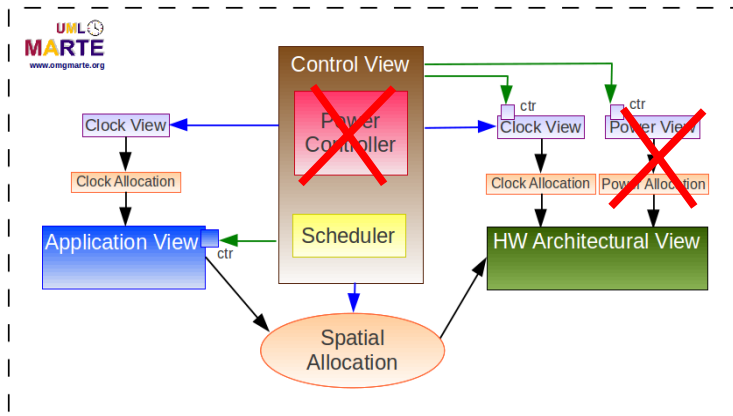 UML
MARTE
www.omgmarte.org
Control View
ctr
ctr
Power
Controller
Clock View
Clock View
Power View
Clock Allocation
Clock Allocation
Power Allocation
Scheduler
Application View
ctr
HW Architectural View
Spatial
Allocation